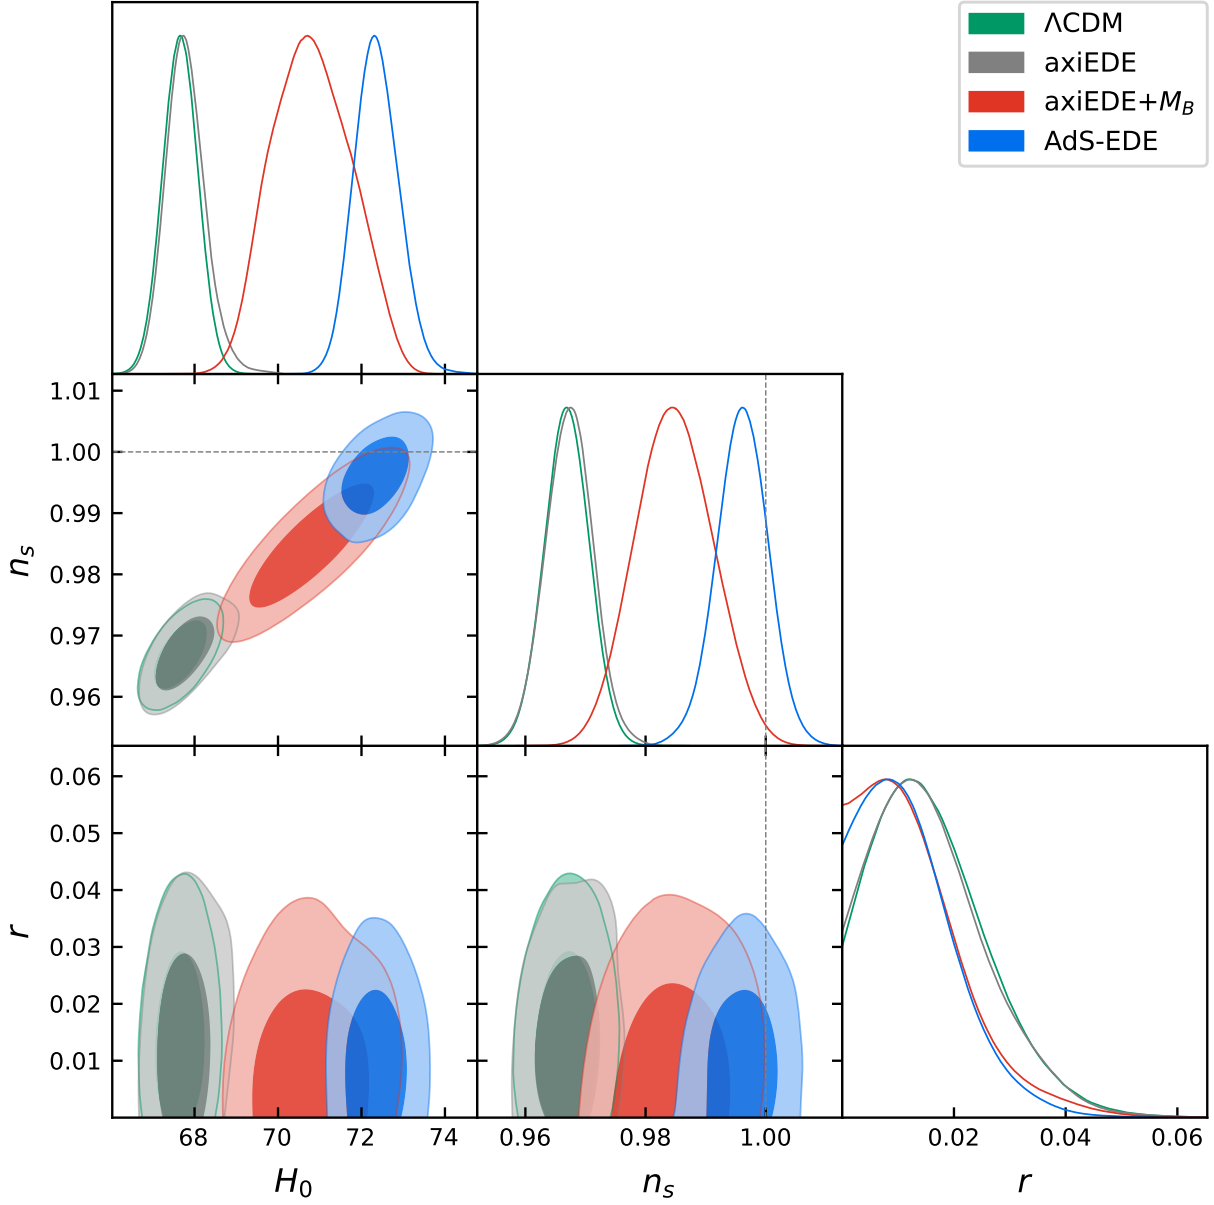 ΛCDM
axiEDE
axiEDE+M_B
AdS-EDE
1.01
1.00
0.99
0.98
0.97
0.96
n_s
0.06
0.05
0.04
0.03
0.02
0.01
r
68 70 72 74
0.96 0.98 1.00
0.02 0.04 0.06
H_0
n_s
r